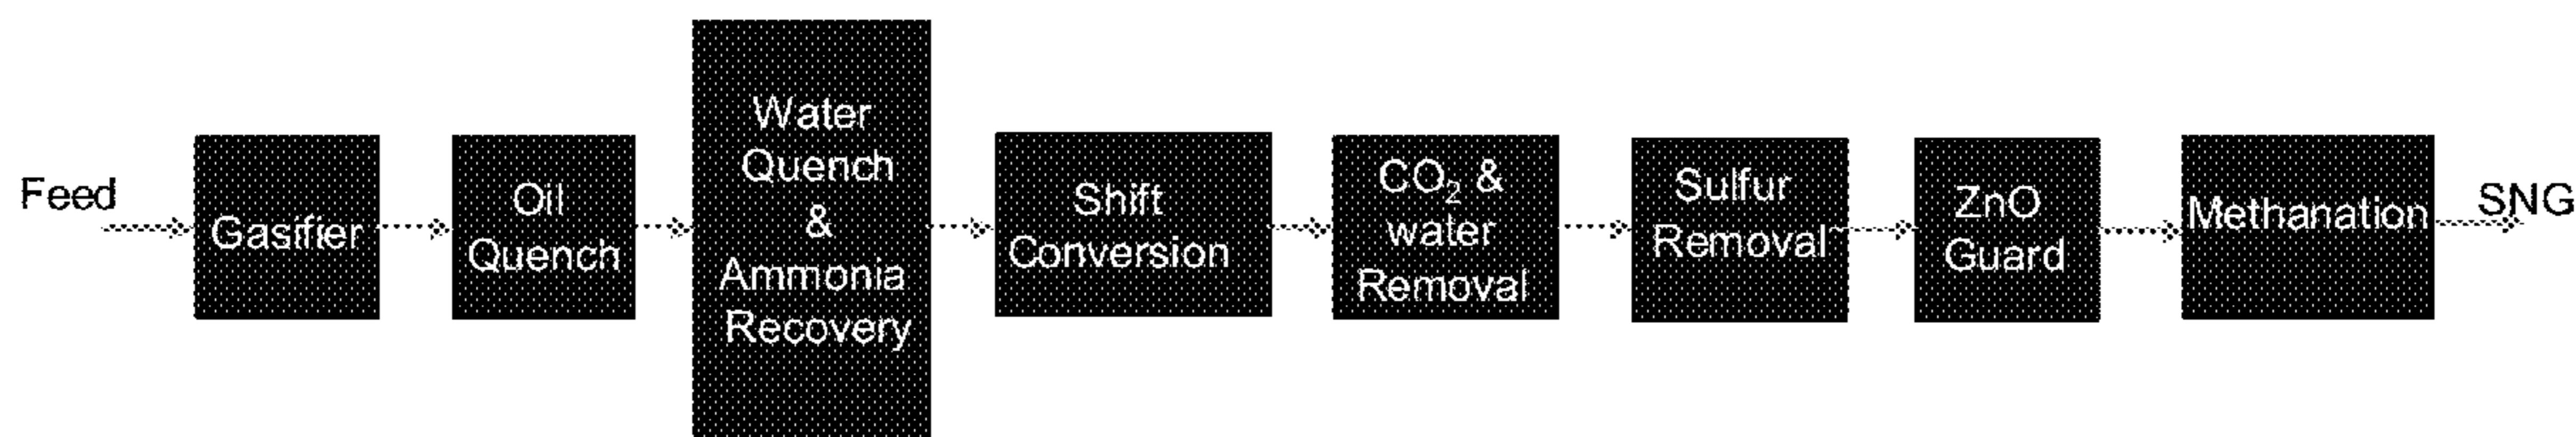 Feed
Gasifier
Oil
Quench
Water
Quench
&
Ammonia
Recovery
Shift
Conversion
CO₂ &
water
Removal
Sulfur
Removal
ZnO
Guard
Methanation
SNG